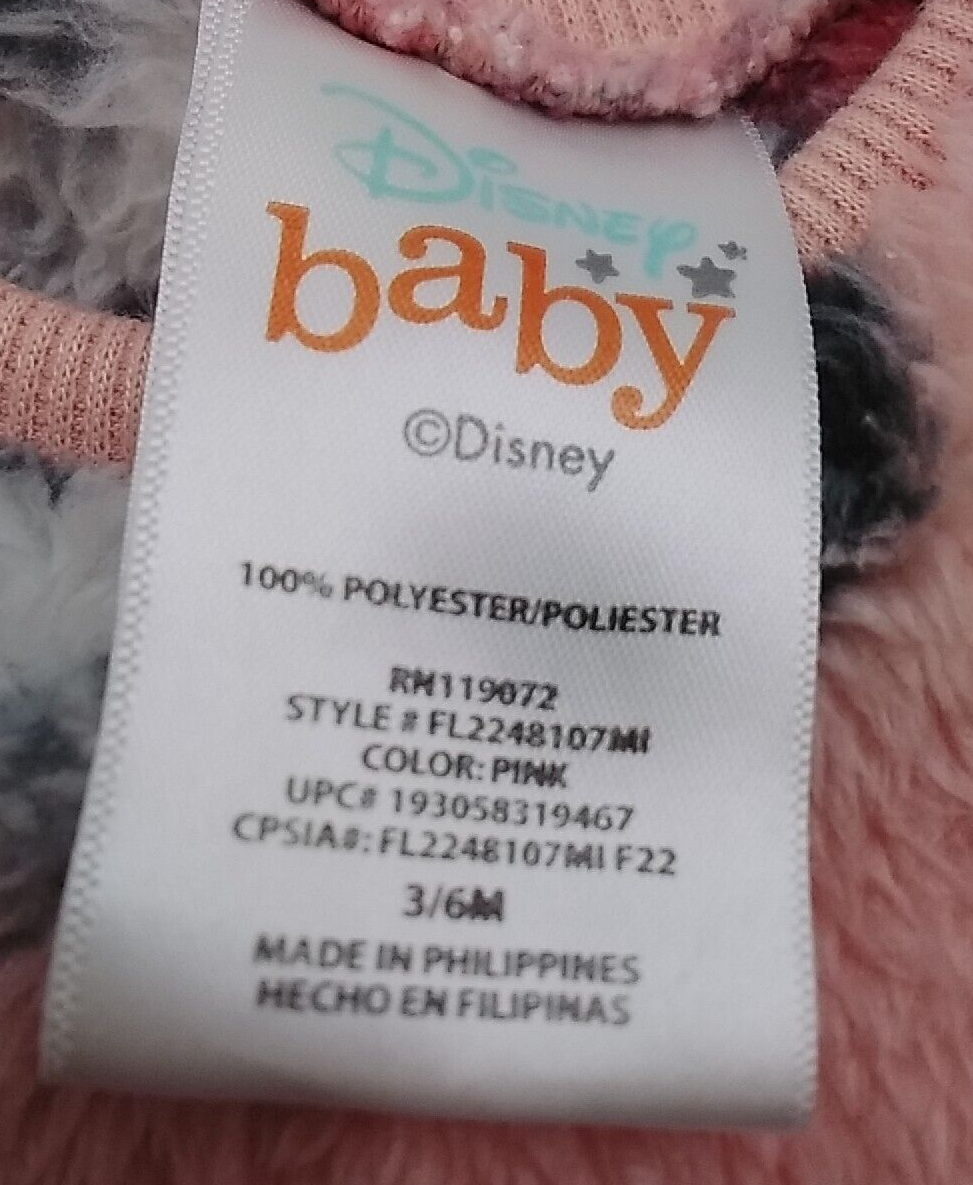 Disney
baby
©Disney
100% POLYESTER/POLIESTER
RN119072
STYLE # FL2248107MI
COLOR: PINK
UPC# 193058319467
CPSIA#: FL2248107MI F22
3/6M
MADE IN PHILIPPINES
HECHO EN FILIPINAS